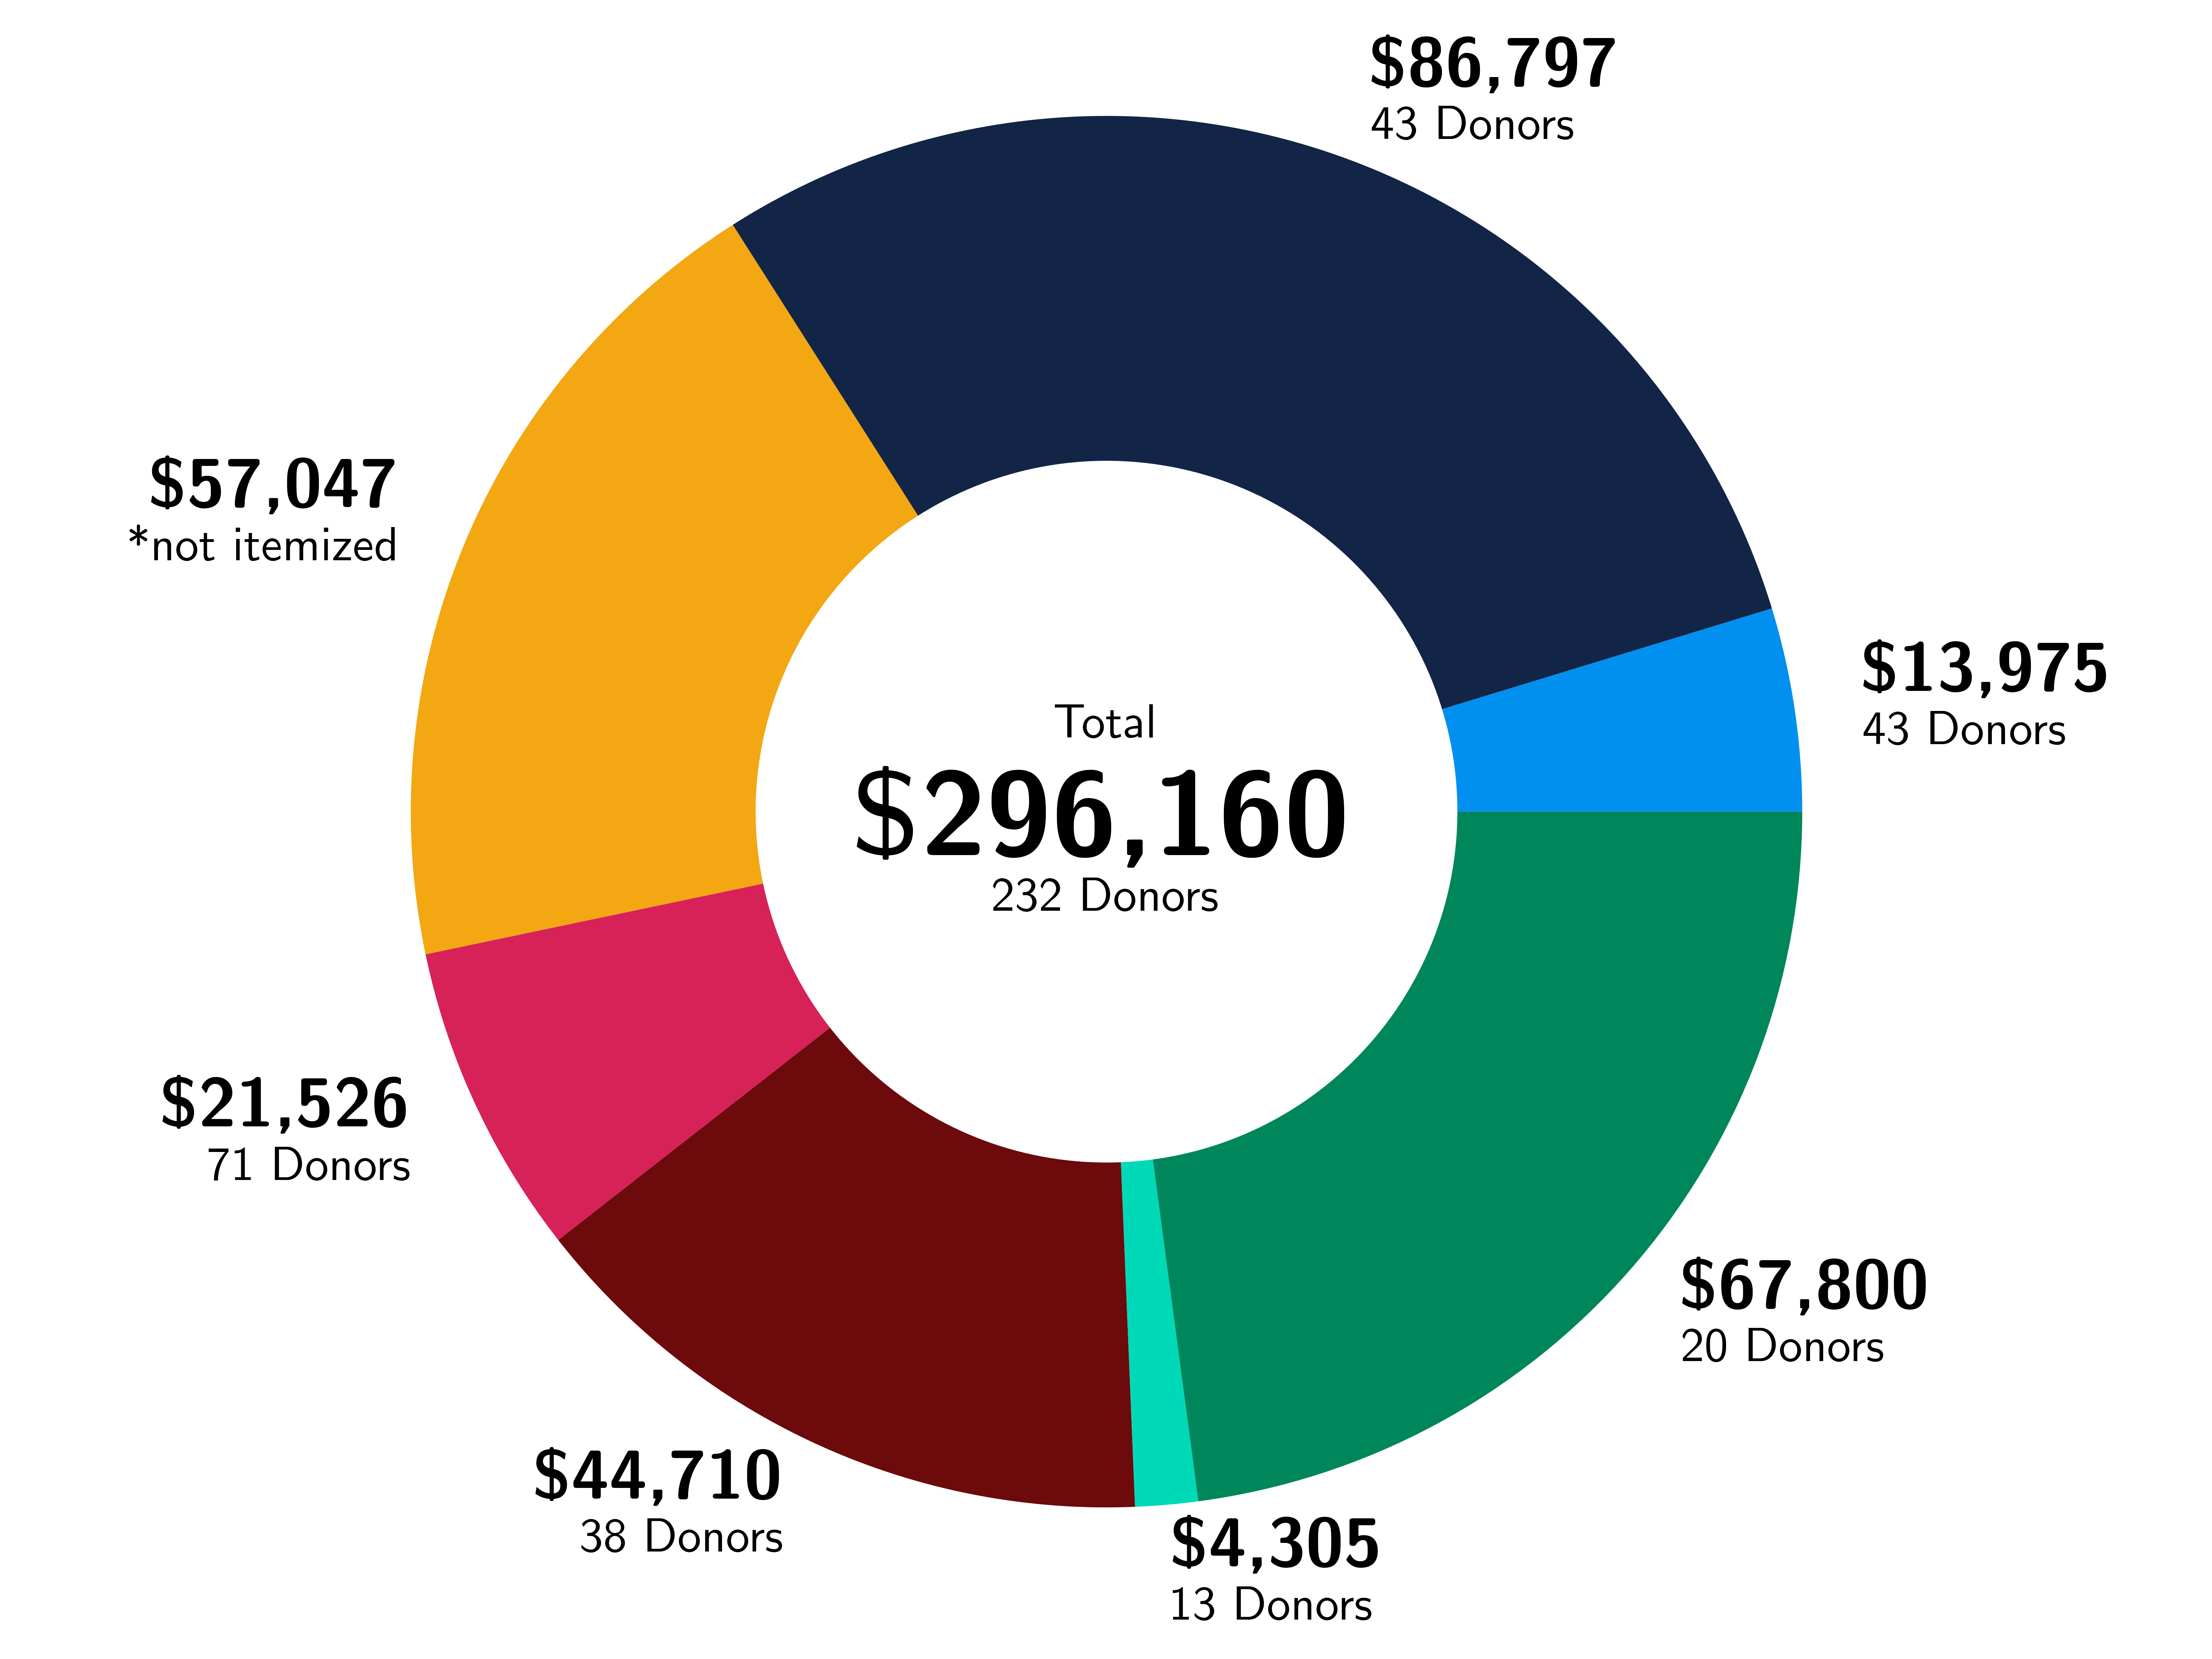 $86,797
43 Donors
$57,047
*not itemized
$13,975
43 Donors
Total
$296,160
232 Donors
$21,526
71 Donors
$67,800
20 Donors
$44,710
38 Donors
$4,305
13 Donors